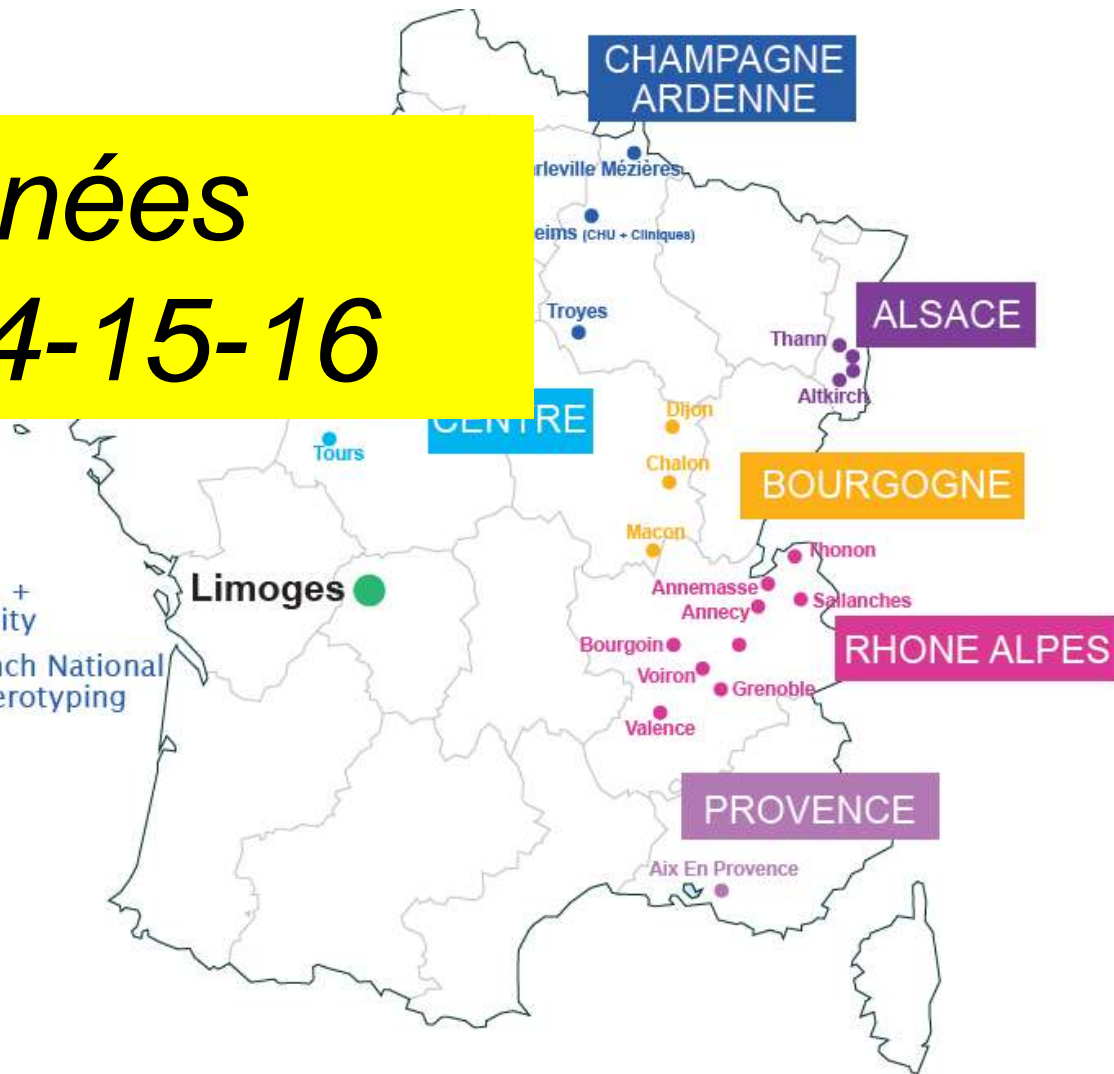 CHAMPAGNE
ARDENNE
nées
4-15-16
rleville Mézières
eims (CHU + Cliniques)
Troyes
ALSACE
Thann
Altkirch
CENTRE
Tours
Dijon
Chalon
BOURGOGNE
Macon
Thonon
Limoges
Annemasse
Annecy
Sallanches
+
ity
Bourgoin
RHONE ALPES
nch National
erotyping
Voiron
Grenoble
Valence
PROVENCE
Aix En Provence